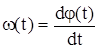 ω(t) = dφ(t)/dt